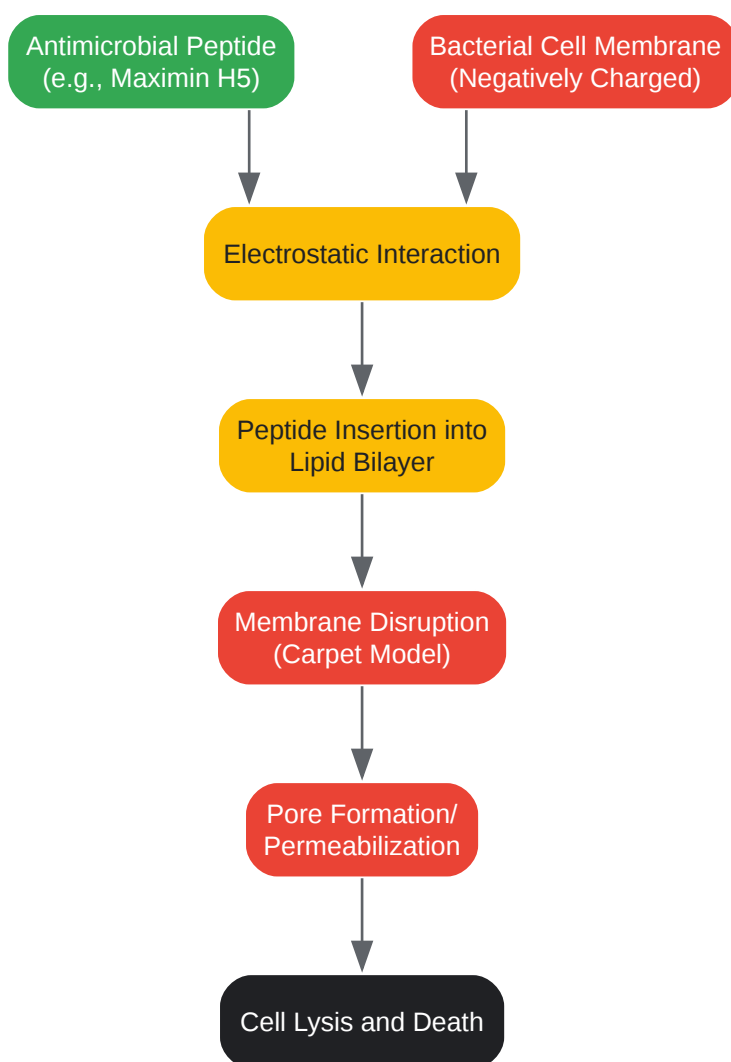 Antimicrobial Peptide
(e.g., Maximin H5)
Bacterial Cell Membrane
(Negatively Charged)
Electrostatic Interaction
Peptide Insertion into
Lipid Bilayer
Membrane Disruption
(Carpet Model)
Pore Formation/
Permeabilization
Cell Lysis and Death